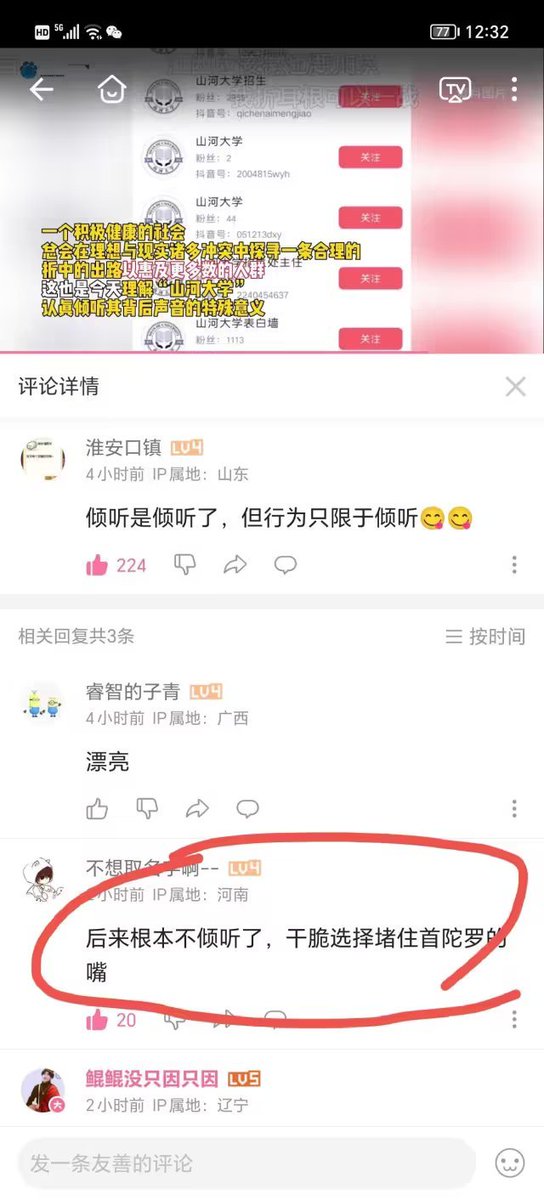 HD 5G 77 12:32
TV
山河大学招生
抖音号：qichenaimengjiao
山河大学
粉丝：2
关注
抖音号：2004815wyh
山河大学
粉丝：44
关注
抖音号：051213dxy
一个积极健康的社会
总会在理想与现实诸多冲突中探寻一条合理的
处主任
折中的出路以惠及更多数的人群
关注
这也是今天理解“山河大学”
2240454637
认真倾听其背后声音的特殊意义
山河大学表白墙
粉丝：1113
关注
评论详情
淮安口镇 LV4
4小时前 IP属地：山东
倾听是倾听了，但行为只限于倾听😋😋
224
相关回复共3条
按时间
睿智的子青 LV4
4小时前 IP属地：广西
漂亮
不想取名字啊-- LV4
小时前 IP属地：河南
后来根本不倾听了，干脆选择堵住首陀罗的
嘴
20
鲲鲲没只因只因 LV5
大
2小时前 IP属地：辽宁
发一条友善的评论